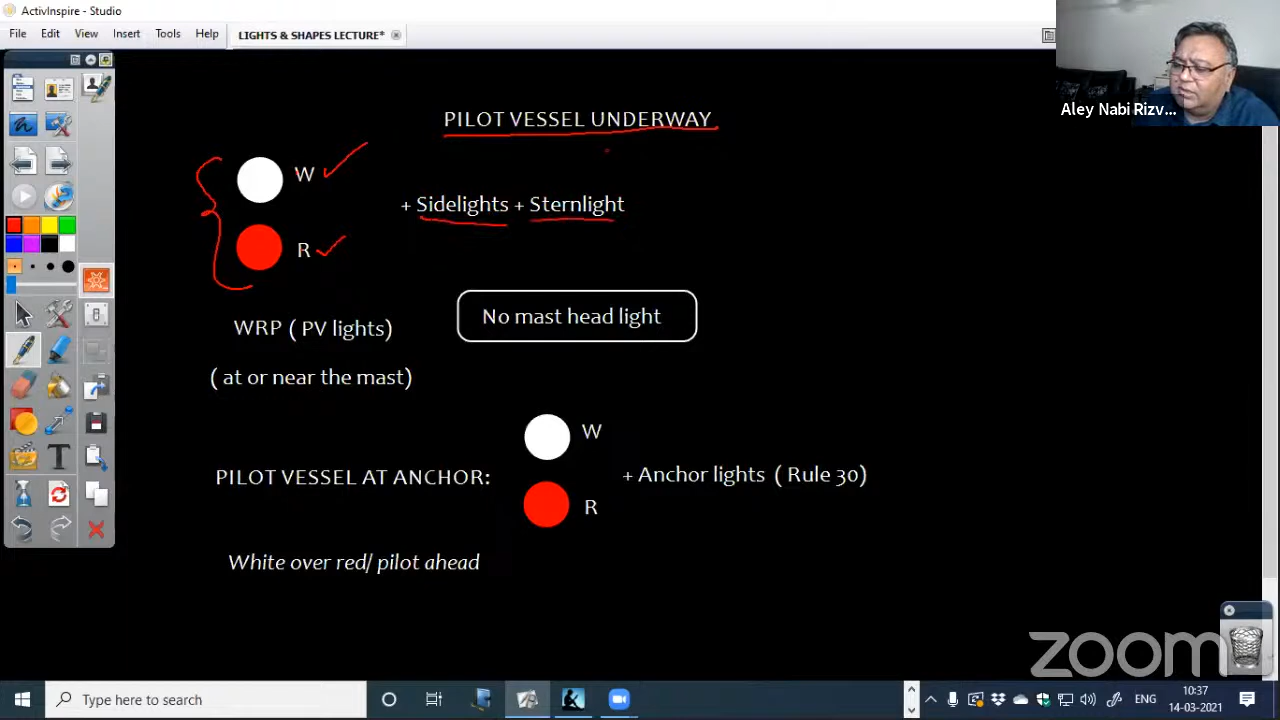 ActivInspire - Studio
File Edit View Insert Tools Help
LIGHTS & SHAPES LECTURE*
Aley Nabi Rizv...
PILOT VESSEL UNDERWAY
W
+ Sidelights + Sternlight
R
No mast head light
WRP ( PV lights)
( at or near the mast)
W
PILOT VESSEL AT ANCHOR:
+ Anchor lights ( Rule 30)
R
White over red/ pilot ahead
zoom
Type here to search
ENG
10:37
14-03-2021